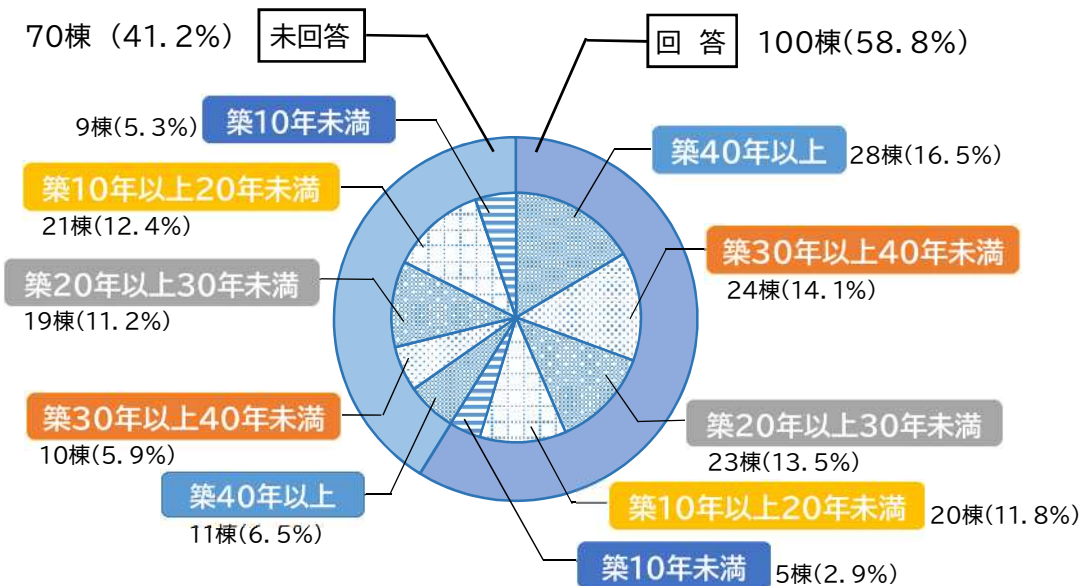 70棟 (41.2%) 未回答
回 答 100棟(58.8%)
築40年以上 28棟(16.5%)
築30年以上40年未満
24棟(14.1%)
築20年以上30年未満
23棟(13.5%)
築10年以上20年未満 20棟(11.8%)
築10年未満 5棟(2.9%)
9棟(5.3%) 築10年未満
築10年以上20年未満
21棟(12.4%)
築20年以上30年未満
19棟(11.2%)
築30年以上40年未満
10棟(5.9%)
築40年以上
11棟(6.5%)